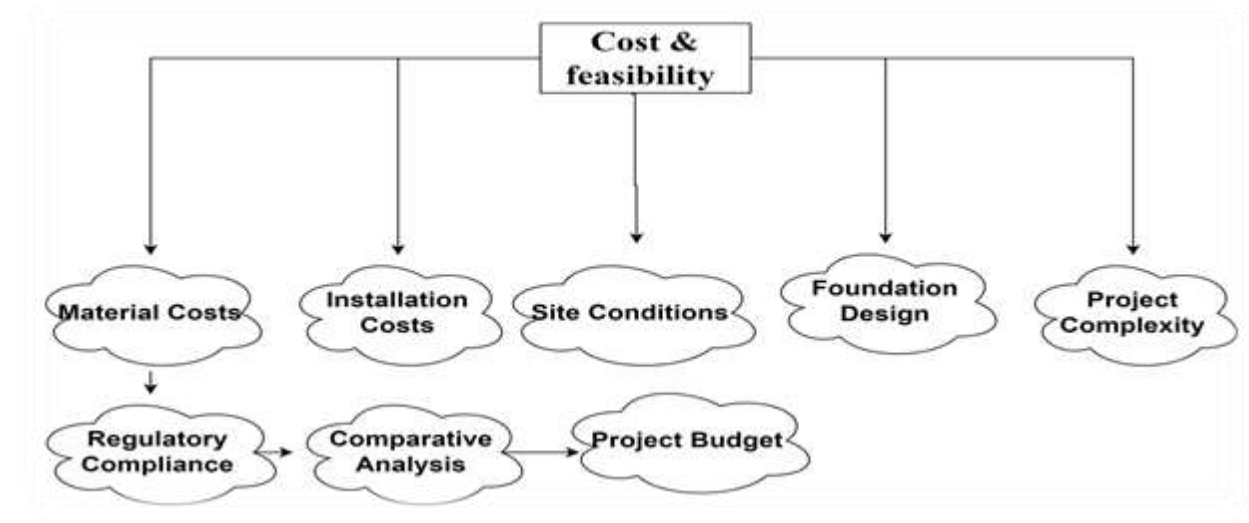 Cost &
feasibility
Material Costs
Installation
Costs
Site Conditions
Foundation
Design
Project
Complexity
Regulatory
Compliance
Comparative
Analysis
Project Budget